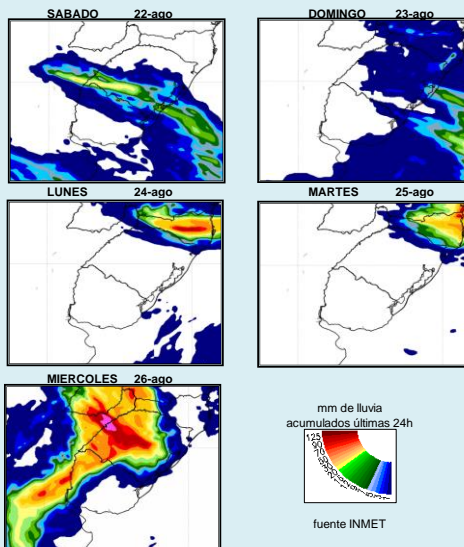 SABADO 22-ago
DOMINGO 23-ago
LUNES 24-ago
MARTES 25-ago
MIERCOLES 26-ago
mm de lluvia
acumulados últimas 24h
125
fuente INMET